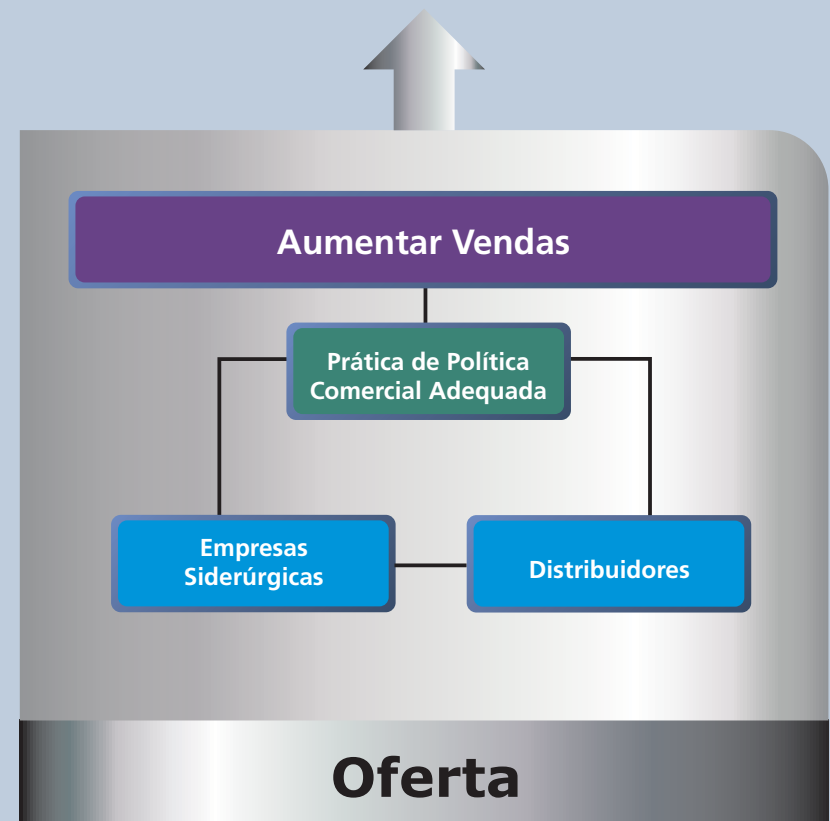 Aumentar Vendas
Prática de Política
Comercial Adequada
Empresas
Siderúrgicas
Distribuidores
Oferta